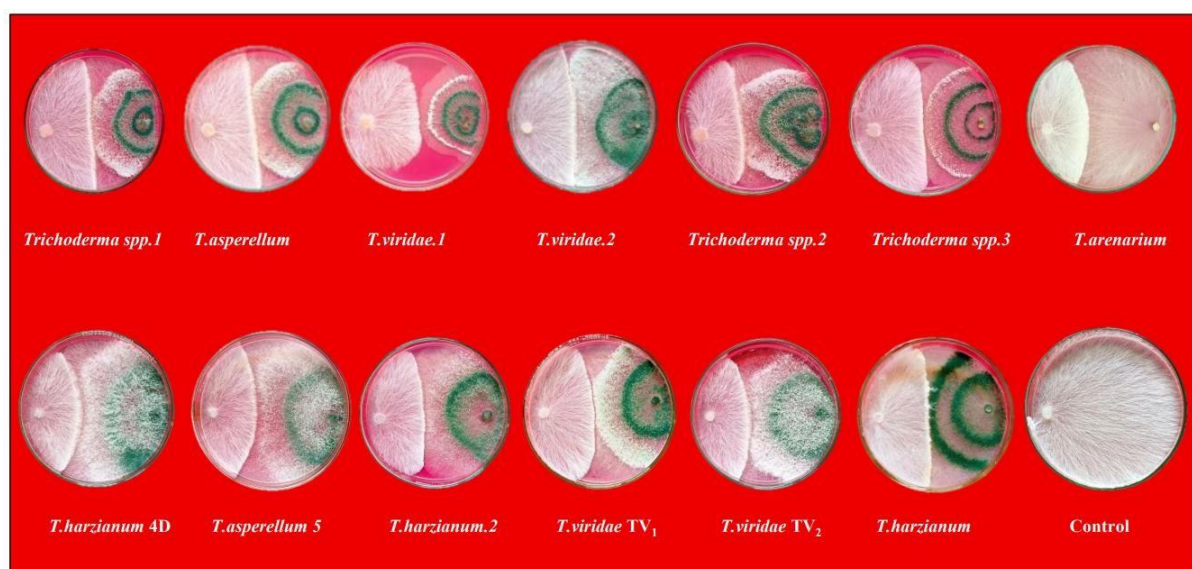 Trichoderma spp.1 T.asperellum T.viridae.1 T.viridae.2 Trichoderma spp.2 Trichoderma spp.3 T.arenarium
T.harzianum 4D T.asperellum 5 T.harzianum.2 T.viridae TV₁ T.viridae TV₂ T.harzianum Control